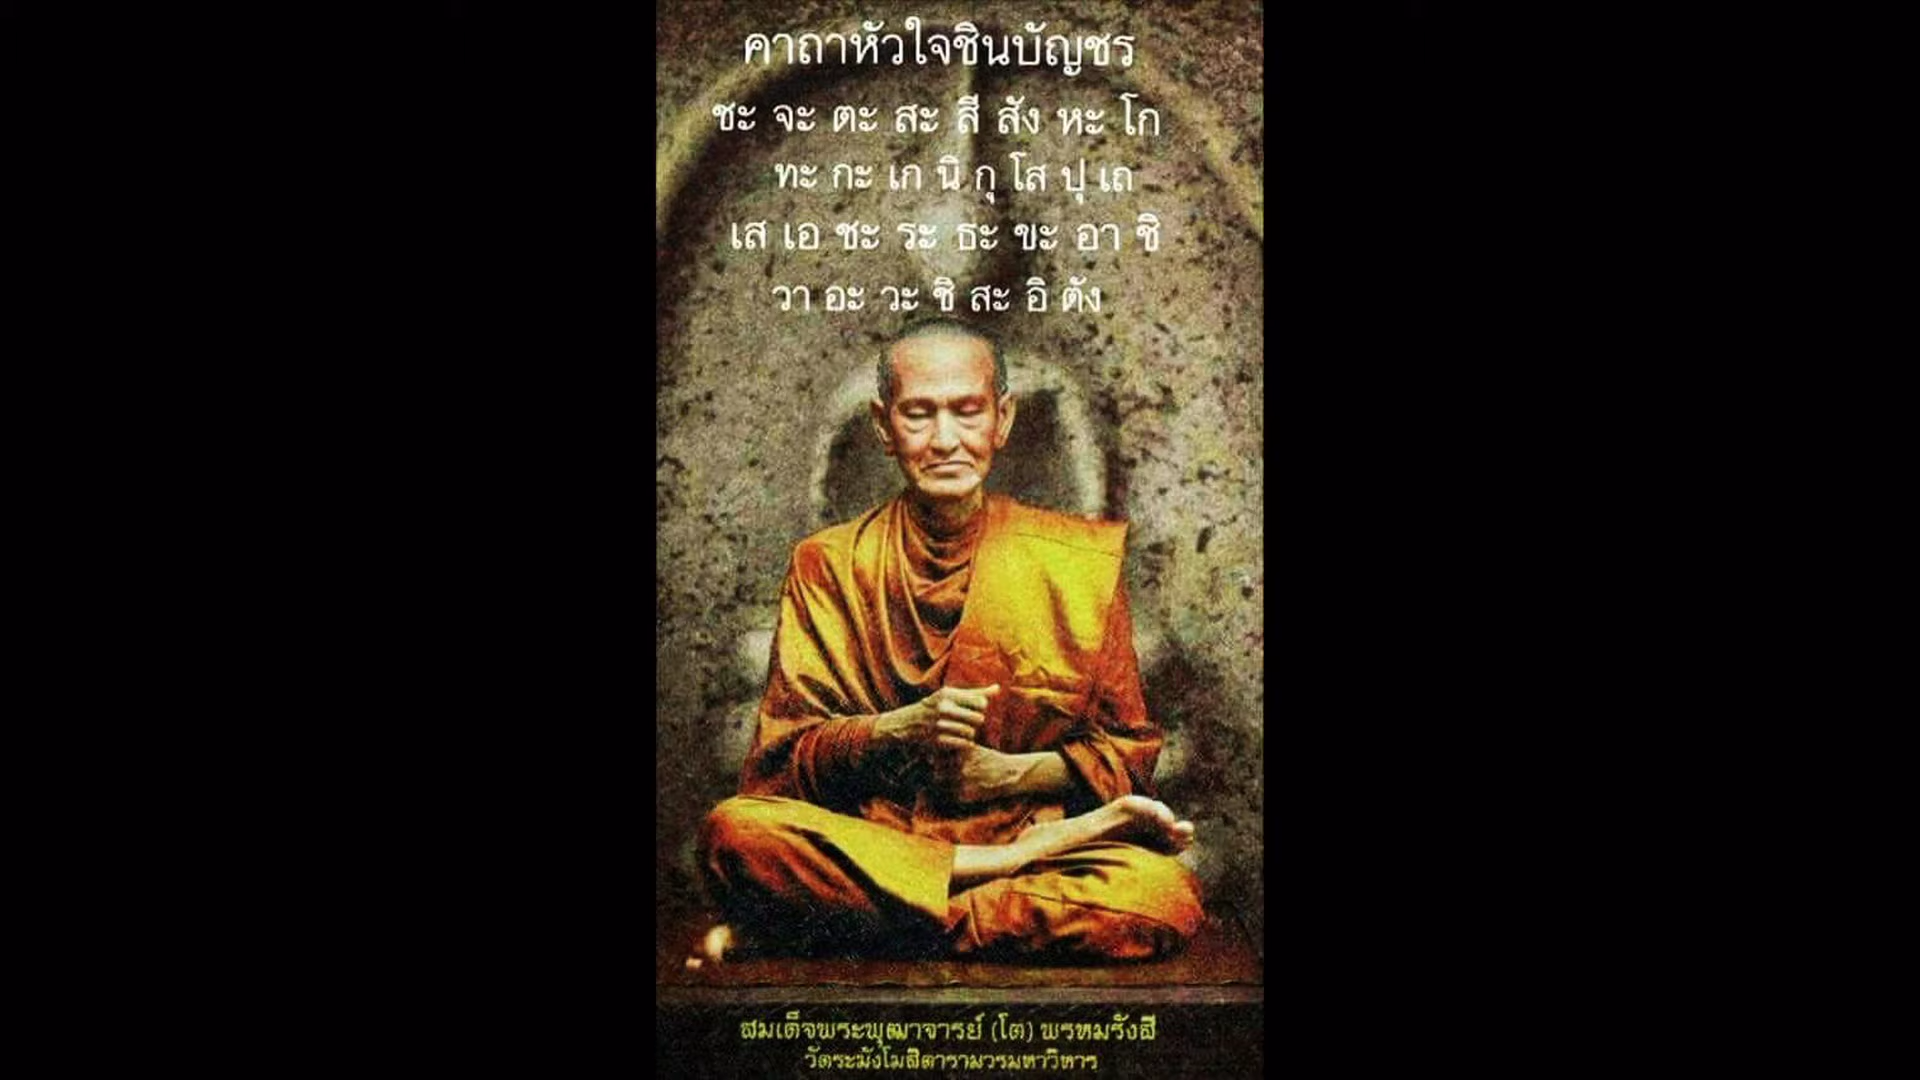 คาถาหัวใจชินบัญชร
ชะ จะ ตะ สะ สี สัง หะ โก
ทะ กะ เก นิ กุ โส ปุ เถ
เส เอ ชะ ระ ธะ ขะ อา ชิ
วา อะ วะ ชิ สะ อิ ตัง
สมเด็จพระพุฒาจารย์ (โต) พรหมรังสี
วัดระฆังโฆสิตารามวรมหาวิหาร